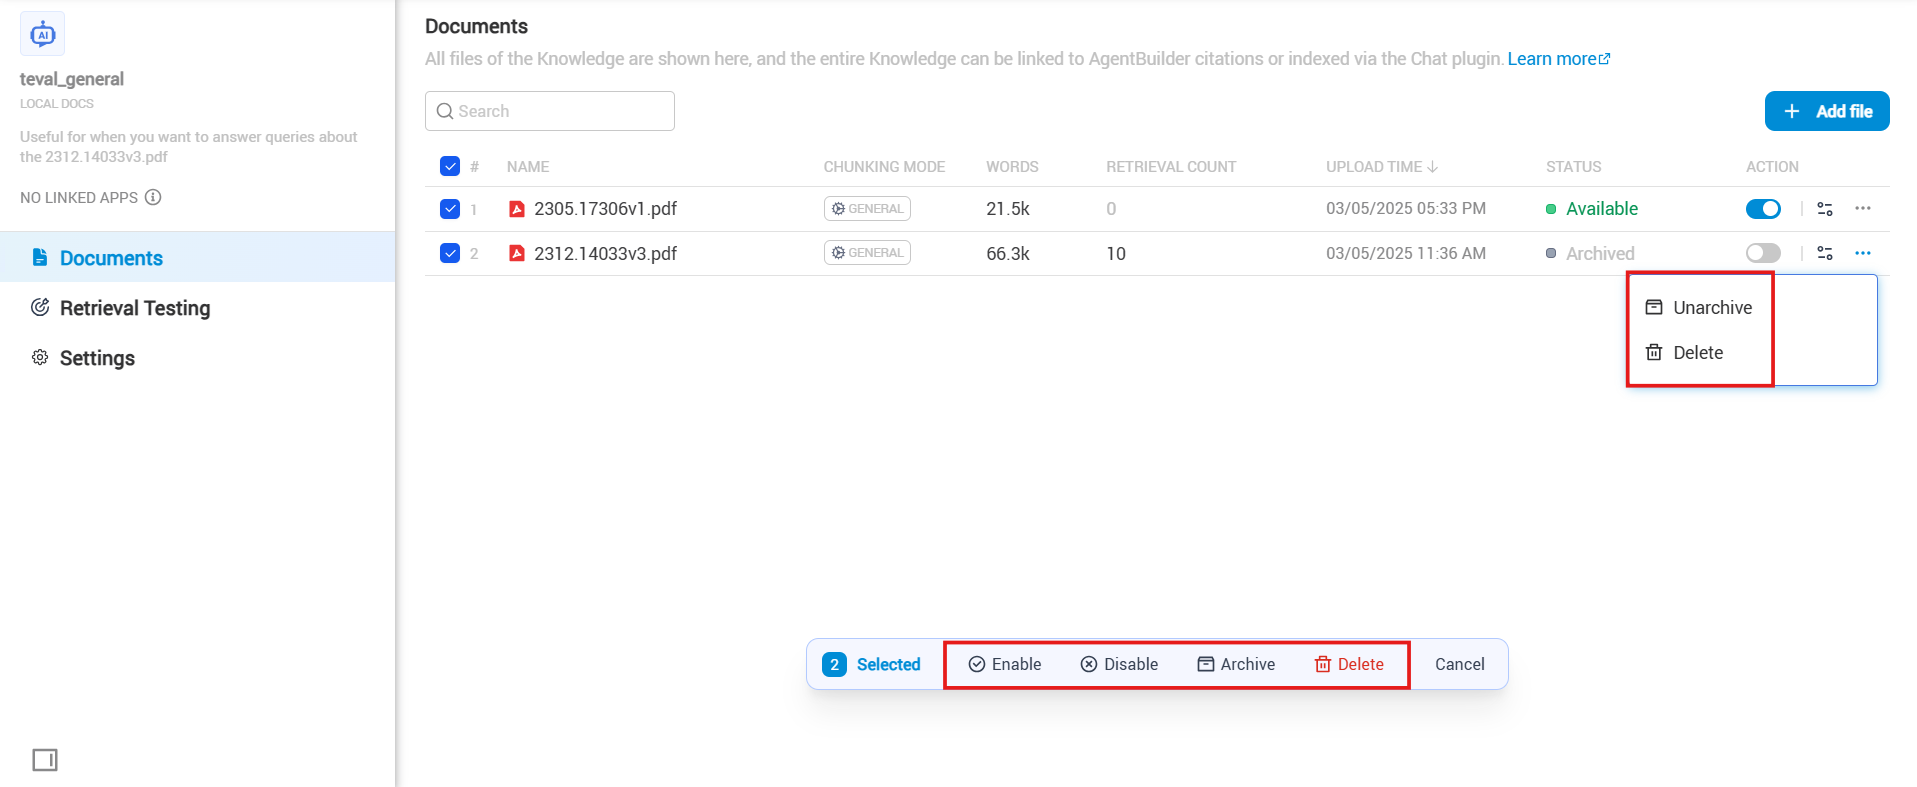 AI
teval_general
LOCAL DOCS
Useful for when you want to answer queries about
the 2312.14033v3.pdf
NO LINKED APPS
Documents
Retrieval Testing
Settings
Documents
All files of the Knowledge are shown here, and the entire Knowledge can be linked to AgentBuilder citations or indexed via the Chat plugin. Learn more
Search
Add file
# NAME CHUNKING MODE WORDS RETRIEVAL COUNT UPLOAD TIME STATUS ACTION
1 2305.17306v1.pdf GENERAL 21.5k 0 03/05/2025 05:33 PM Available
2 2312.14033v3.pdf GENERAL 66.3k 10 03/05/2025 11:36 AM Archived
Unarchive
Delete
2 Selected Enable Disable Archive Delete Cancel